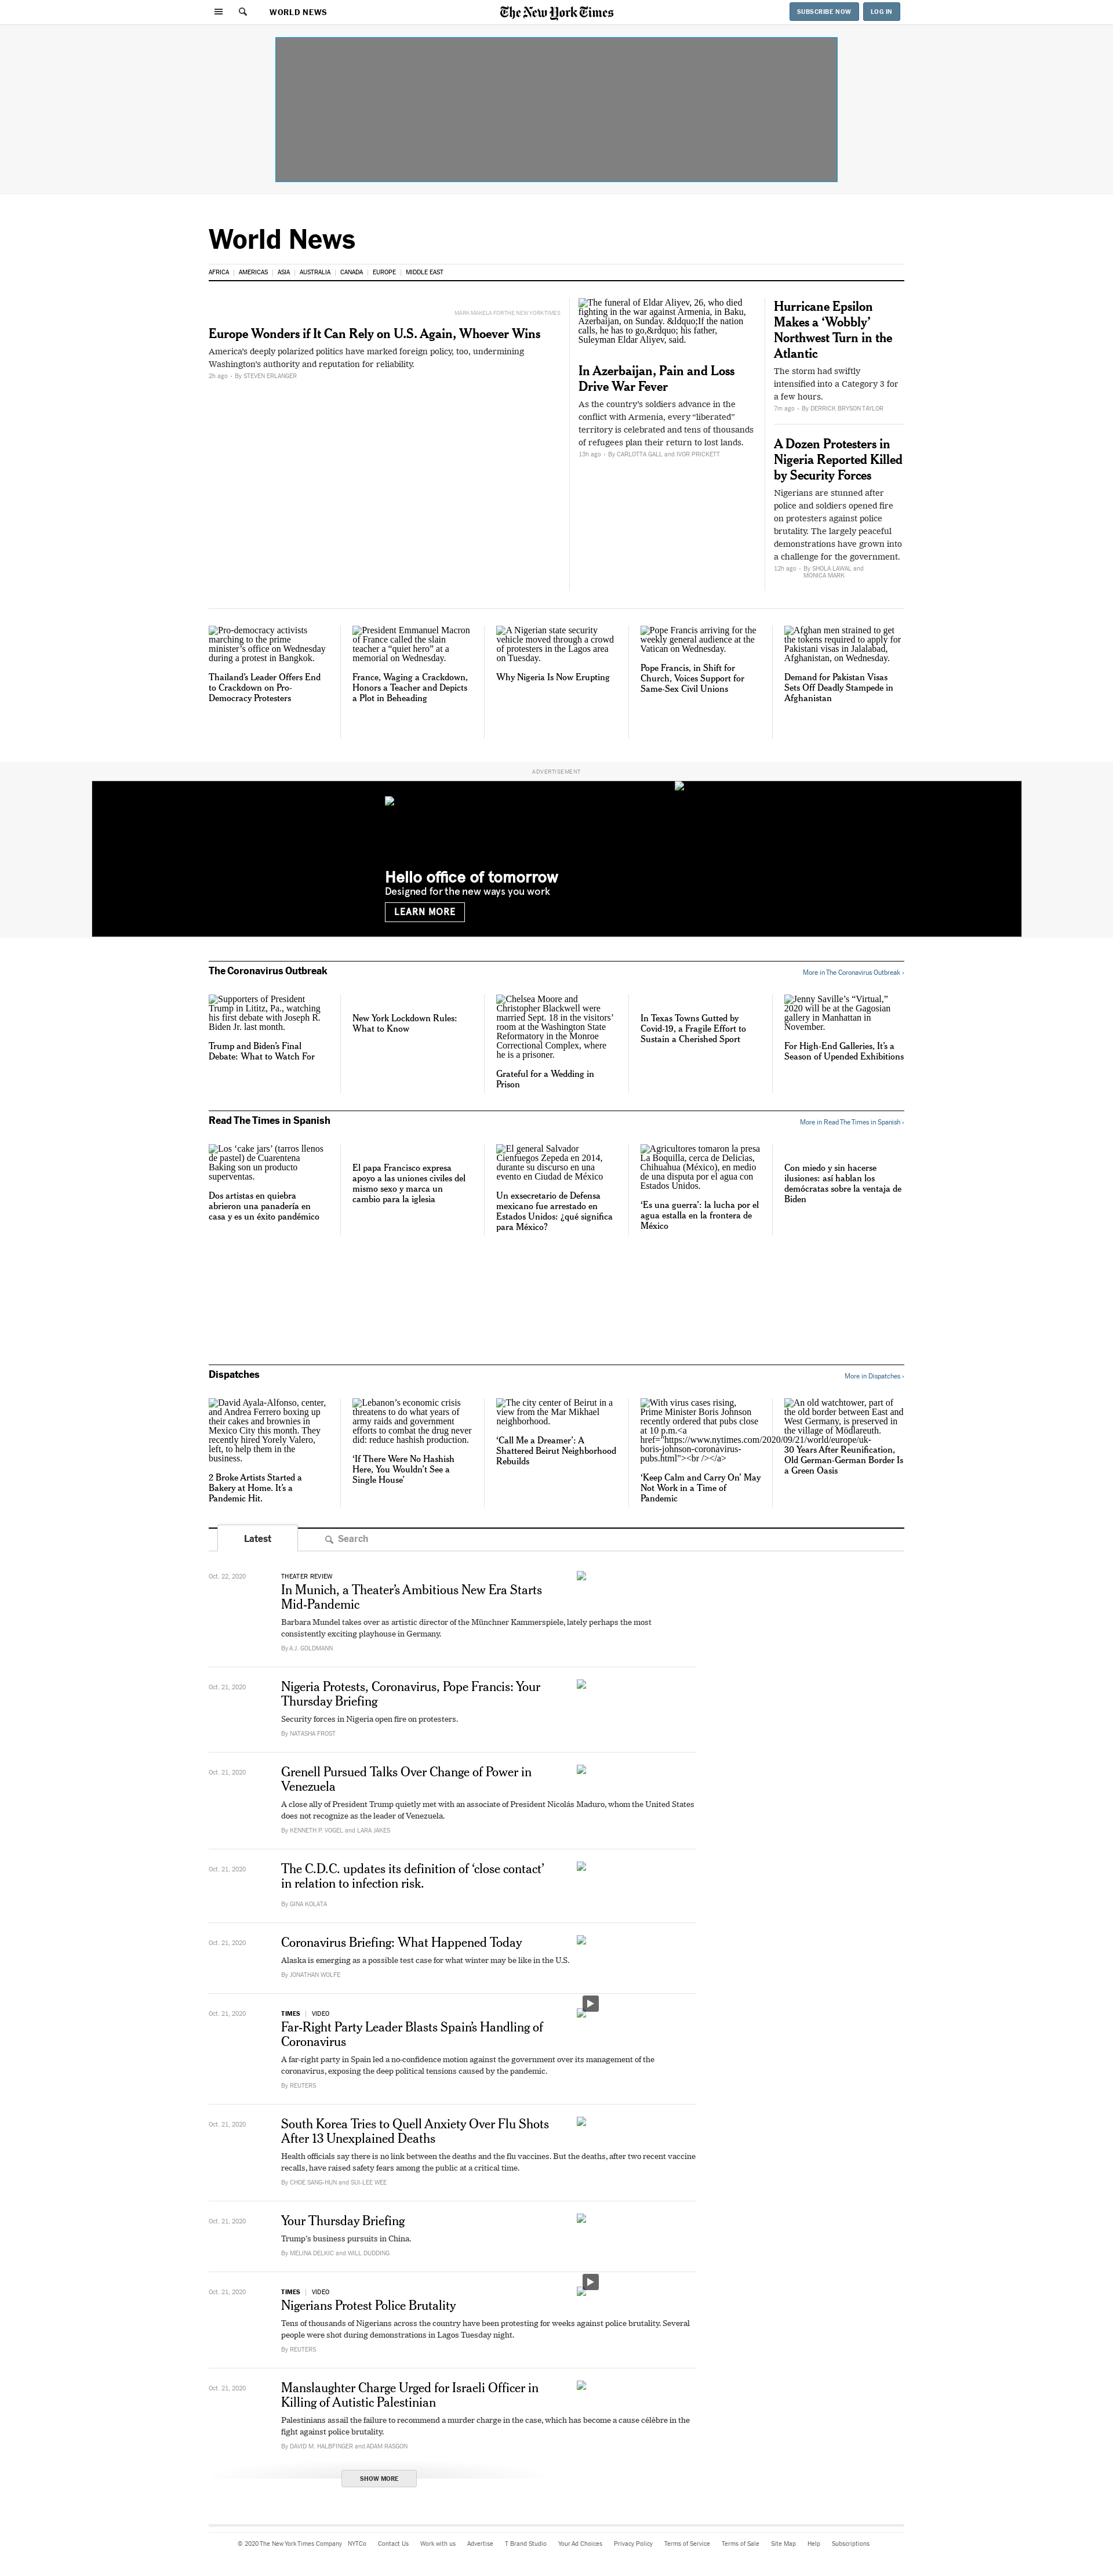 WORLD NEWS
The New York Times
SUBSCRIBE NOW
LOG IN
World News
AFRICA
AMERICAS
ASIA
AUSTRALIA
CANADA
EUROPE
MIDDLE EAST
MARK MAKELA FOR THE NEW YORK TIMES
Europe Wonders if It Can Rely on U.S. Again, Whoever Wins
America's deeply polarized politics have marked foreign policy, too, undermining
Washington's authority and reputation for reliability.
2h ago · By STEVEN ERLANGER
The funeral of Eldar Aliyev, 26, who died
fighting in the war against Armenia, in Baku,
Azerbaijan, on Sunday. &ldquo;If the nation
calls, he has to go,&rdquo; his father,
Suleyman Eldar Aliyev, said.
In Azerbaijan, Pain and Loss
Drive War Fever
As the country's soldiers advance in the
conflict with Armenia, every “liberated”
territory is celebrated and tens of thousands
of refugees plan their return to lost lands.
13h ago · By CARLOTTA GALL and IVOR PRICKETT
Hurricane Epsilon
Makes a ‘Wobbly’
Northwest Turn in the
Atlantic
The storm had swiftly
intensified into a Category 3 for
a few hours.
7m ago · By DERRICK BRYSON TAYLOR
A Dozen Protesters in
Nigeria Reported Killed
by Security Forces
Nigerians are stunned after
police and soldiers opened fire
on protesters against police
brutality. The largely peaceful
demonstrations have grown into
a challenge for the government.
12h ago · By SHOLA LAWAL and
MONICA MARK
Pro-democracy activists
marching to the prime
minister’s office on Wednesday
during a protest in Bangkok.
Thailand’s Leader Offers End
to Crackdown on Pro-
Democracy Protesters
President Emmanuel Macron
of France called the slain
teacher a “quiet hero” at a
memorial on Wednesday.
France, Waging a Crackdown,
Honors a Teacher and Depicts
a Plot in Beheading
A Nigerian state security
vehicle moved through a crowd
of protesters in the Lagos area
on Tuesday.
Why Nigeria Is Now Erupting
Pope Francis arriving for the
weekly general audience at the
Vatican on Wednesday.
Pope Francis, in Shift for
Church, Voices Support for
Same-Sex Civil Unions
Afghan men strained to get
the tokens required to apply for
Pakistani visas in Jalalabad,
Afghanistan, on Wednesday.
Demand for Pakistan Visas
Sets Off Deadly Stampede in
Afghanistan
ADVERTISEMENT
Hello office of tomorrow
Designed for the new ways you work
LEARN MORE
The Coronavirus Outbreak
More in The Coronavirus Outbreak ›
Supporters of President
Trump in Lititz, Pa., watching
his first debate with Joseph R.
Biden Jr. last month.
Trump and Biden’s Final
Debate: What to Watch For
New York Lockdown Rules:
What to Know
Chelsea Moore and
Christopher Blackwell were
married Sept. 18 in the visitors’
room at the Washington State
Reformatory in the Monroe
Correctional Complex, where
he is a prisoner.
Grateful for a Wedding in
Prison
In Texas Towns Gutted by
Covid-19, a Fragile Effort to
Sustain a Cherished Sport
Jenny Saville’s “Virtual,”
2020 will be at the Gagosian
gallery in Manhattan in
November.
For High-End Galleries, It’s a
Season of Upended Exhibitions
Read The Times in Spanish
More in Read The Times in Spanish ›
Los ‘cake jars’ (tarros llenos
de pastel) de Cuarentena
Baking son un producto
superventas.
Dos artistas en quiebra
abrieron una panadería en
casa y es un éxito pandémico
El papa Francisco expresa
apoyo a las uniones civiles del
mismo sexo y marca un
cambio para la iglesia
El general Salvador
Cienfuegos Zepeda en 2014,
durante su discurso en una
evento en Ciudad de México
Un exsecretario de Defensa
mexicano fue arrestado en
Estados Unidos: ¿qué significa
para México?
Agricultores tomaron la presa
La Boquilla, cerca de Delicias,
Chihuahua (México), en medio
de una disputa por el agua con
Estados Unidos.
‘Es una guerra’: la lucha por el
agua estalla en la frontera de
México
Con miedo y sin hacerse
ilusiones: así hablan los
demócratas sobre la ventaja de
Biden
Dispatches
More in Dispatches ›
David Ayala-Alfonso, center,
and Andrea Ferrero boxing up
their cakes and brownies in
Mexico City this month. They
recently hired Yorely Valero,
left, to help them in the
business.
2 Broke Artists Started a
Bakery at Home. It’s a
Pandemic Hit.
Lebanon’s economic crisis
threatens to do what years of
army raids and government
efforts to combat the drug never
did: reduce hashish production.
‘If There Were No Hashish
Here, You Wouldn’t See a
Single House’
The city center of Beirut in a
view from the Mar Mikhael
neighborhood.
‘Call Me a Dreamer’: A
Shattered Beirut Neighborhood
Rebuilds
With virus cases rising,
Prime Minister Boris Johnson
recently ordered that pubs close
at 10 p.m.<a
href="https://www.nytimes.com/2020/09/21/world/europe/uk-
boris-johnson-coronavirus-
pubs.html"><br /></a>
‘Keep Calm and Carry On’ May
Not Work in a Time of
Pandemic
An old watchtower, part of
the old border between East and
West Germany, is preserved in
the village of Mödlareuth.
30 Years After Reunification,
Old German-German Border Is
a Green Oasis
Latest
Search
Oct. 22, 2020
THEATER REVIEW
In Munich, a Theater’s Ambitious New Era Starts
Mid-Pandemic
Barbara Mundel takes over as artistic director of the Münchner Kammerspiele, lately perhaps the most
consistently exciting playhouse in Germany.
By A.J. GOLDMANN
Oct. 21, 2020
Nigeria Protests, Coronavirus, Pope Francis: Your
Thursday Briefing
Security forces in Nigeria open fire on protesters.
By NATASHA FROST
Oct. 21, 2020
Grenell Pursued Talks Over Change of Power in
Venezuela
A close ally of President Trump quietly met with an associate of President Nicolás Maduro, whom the United States
does not recognize as the leader of Venezuela.
By KENNETH P. VOGEL and LARA JAKES
Oct. 21, 2020
The C.D.C. updates its definition of ‘close contact’
in relation to infection risk.
By GINA KOLATA
Oct. 21, 2020
Coronavirus Briefing: What Happened Today
Alaska is emerging as a possible test case for what winter may be like in the U.S.
By JONATHAN WOLFE
Oct. 21, 2020
TIMES | VIDEO
Far-Right Party Leader Blasts Spain’s Handling of
Coronavirus
A far-right party in Spain led a no-confidence motion against the government over its management of the
coronavirus, exposing the deep political tensions caused by the pandemic.
By REUTERS
Oct. 21, 2020
South Korea Tries to Quell Anxiety Over Flu Shots
After 13 Unexplained Deaths
Health officials say there is no link between the deaths and the flu vaccines. But the deaths, after two recent vaccine
recalls, have raised safety fears among the public at a critical time.
By CHOE SANG-HUN and SUI-LEE WEE
Oct. 21, 2020
Your Thursday Briefing
Trump’s business pursuits in China.
By MELINA DELKIC and WILL DUDDING
Oct. 21, 2020
TIMES | VIDEO
Nigerians Protest Police Brutality
Tens of thousands of Nigerians across the country have been protesting for weeks against police brutality. Several
people were shot during demonstrations in Lagos Tuesday night.
By REUTERS
Oct. 21, 2020
Manslaughter Charge Urged for Israeli Officer in
Killing of Autistic Palestinian
Palestinians assail the failure to recommend a murder charge in the case, which has become a cause célèbre in the
fight against police brutality.
By DAVID M. HALBFINGER and ADAM RASGON
SHOW MORE
© 2020 The New York Times Company
NYTCo
Contact Us
Work with us
Advertise
T Brand Studio
Your Ad Choices
Privacy Policy
Terms of Service
Terms of Sale
Site Map
Help
Subscriptions